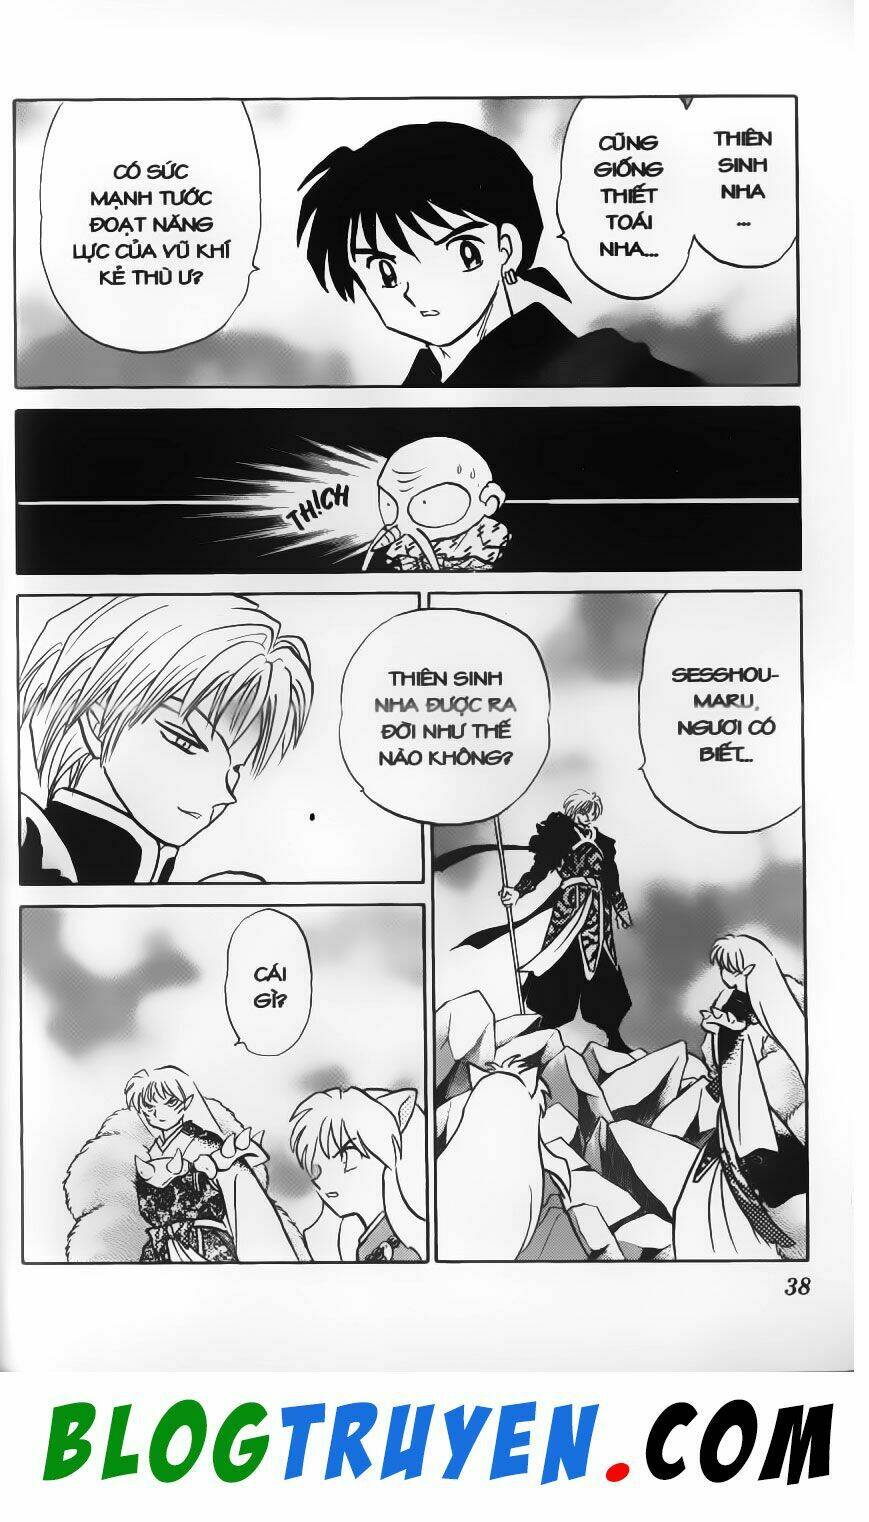 THIÊN
SINH
NHA
...
CŨNG
GIỐNG
THIẾT
TOÁI
NHA...
CÓ SỨC
MẠNH TƯỚC
ĐOẠT NĂNG
LỰC CỦA VŨ KHÍ
KẺ THÙ Ư?
THỊCH
SESSHOU-
MARU,
NGƯƠI CÓ
BIẾT...
THIÊN SINH
NHA ĐƯỢC RA
ĐỜI NHƯ THẾ
NÀO KHÔNG?
CÁI
GÌ?
38
BLOGTRUYEN.COM